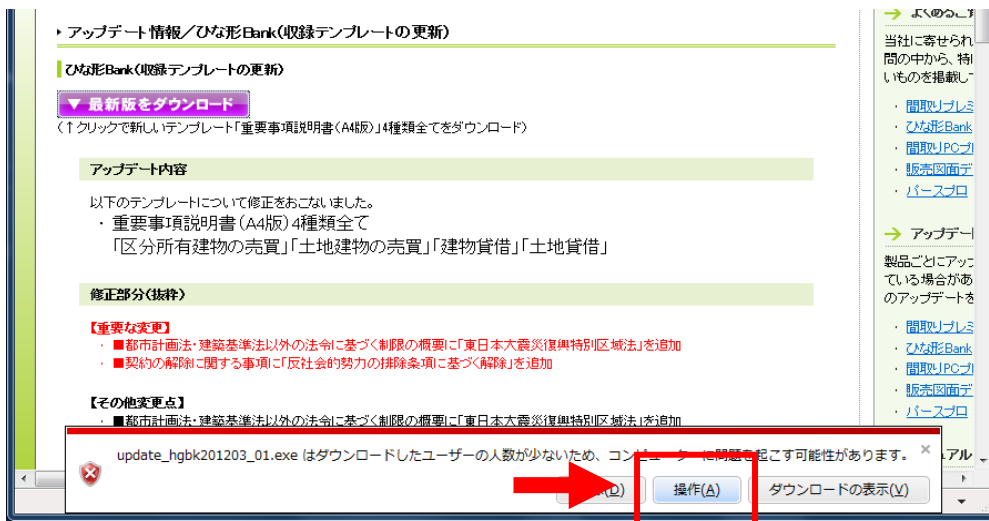 アップデート情報／ひな形Bank(収録テンプレートの更新)
ひな形Bank(収録テンプレートの更新)
▼ 最新版をダウンロード
(↑クリックで新しいテンプレート「重要事項説明書(A4版)」4種類全てをダウンロード)
アップデート内容
以下のテンプレートについて修正をおこないました。
・ 重要事項説明書(A4版)4種類全て
「区分所有建物の売買」「土地建物の売買」「建物貸借」「土地貸借」
修正部分(抜粋)
【重要な変更】
・ ■都市計画法・建築基準法以外の法令に基づく制限の概要に「東日本大震災復興特別区域法」を追加
・ ■契約の解除に関する事項に「反社会的勢力の排除条項に基づく解除」を追加
【その他変更点】
・ ■都市計画法・建築基準法以外の法令に基づく制限の概要に「東日本大震災復興特別区域法」を追加
update_hgbk201203_01.exe はダウンロードしたユーザーの人数が少ないため、コンピューターに問題を起こす可能性があります。
(D)
操作(A)
ダウンロードの表示(V)
→ よくあるご
当社に寄せられ
問の中から、特
いものを掲載し
・ 間取りプレミ
・ ひな形Bank
・ 間取りPCプ
・ 販売図面デ
・ パースプロ
→ アップデー
製品ごとにアップ
ている場合があ
のアップデートを
・ 間取りプレミ
・ ひな形Bank
・ 間取りPCプ
・ 販売図面デ
・ パースプロ
ュアル